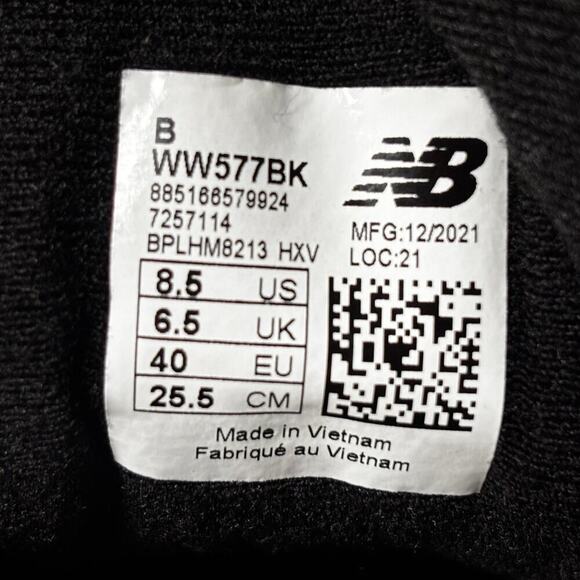 B
WW577BK
885166579924
7257114
BPLHM8213 HXV
NB
MFG:12/2021
LOC:21
8.5 US
6.5 UK
40 EU
25.5 CM
Made in Vietnam
Fabriqué au Vietnam